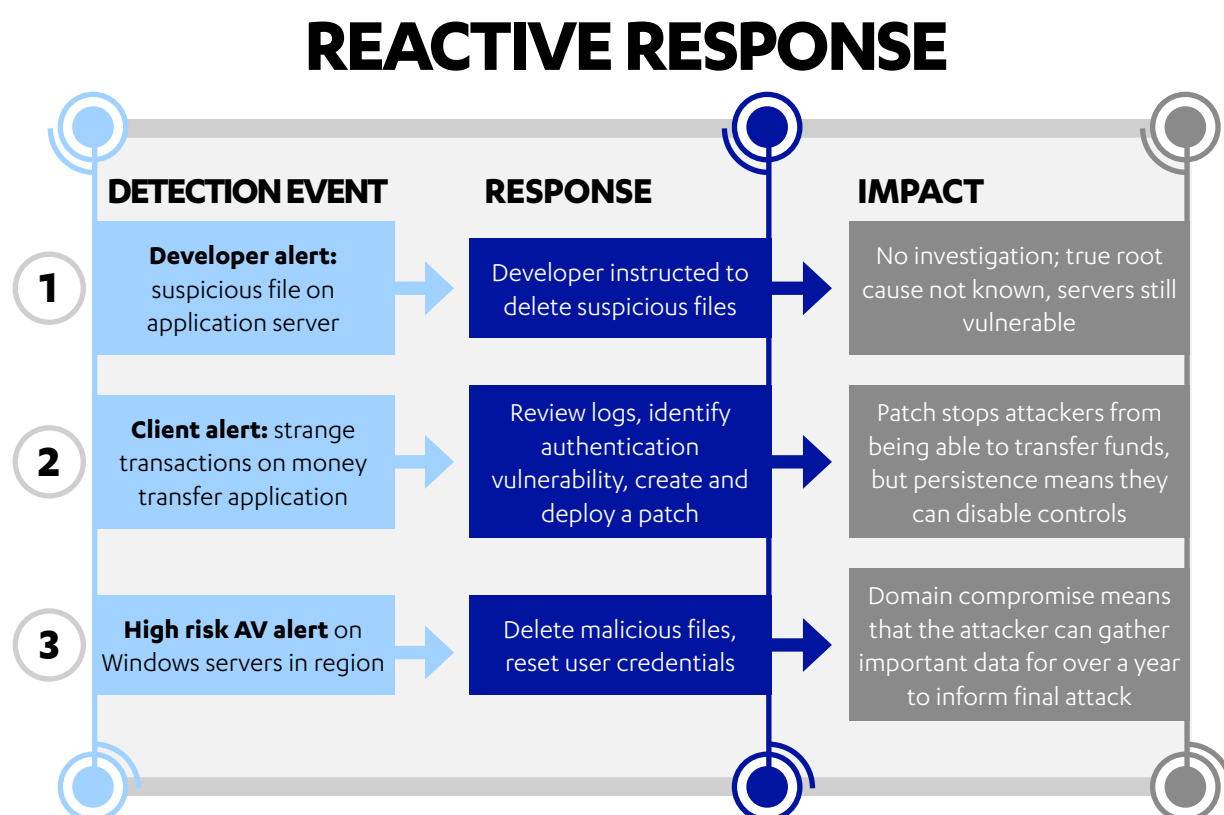 REACTIVE RESPONSE
DETECTION EVENT
RESPONSE
IMPACT
1
Developer alert:
suspicious file on
application server
Developer instructed to
delete suspicious files
No investigation; true root
cause not known, servers still
vulnerable
2
Client alert: strange
transactions on money
transfer application
Review logs, identify
authentication
vulnerability, create and
deploy a patch
Patch stops attackers from
being able to transfer funds,
but persistence means they
can disable controls
3
High risk AV alert on
Windows servers in region
Delete malicious files,
reset user credentials
Domain compromise means
that the attacker can gather
important data for over a year
to inform final attack